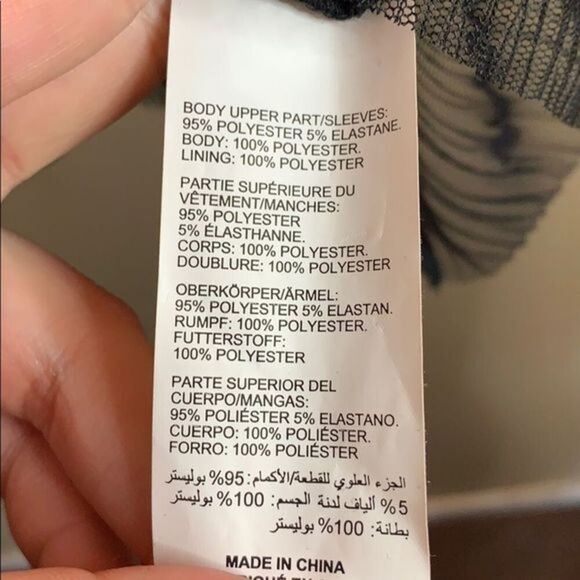 BODY UPPER PART/SLEEVES:
95% POLYESTER 5% ELASTANE.
BODY: 100% POLYESTER.
LINING: 100% POLYESTER
PARTIE SUPÉRIEURE DU
VÊTEMENT/MANCHES:
95% POLYESTER
5% ÉLASTHANNE.
CORPS: 100% POLYESTER.
DOUBLURE: 100% POLYESTER
OBERKÖRPER/ÄRMEL:
95% POLYESTER 5% ELASTAN.
RUMPF: 100% POLYESTER.
FUTTERSTOFF:
100% POLYESTER
PARTE SUPERIOR DEL
CUERPO/MANGAS:
95% POLIÉSTER 5% ELASTANO.
CUERPO: 100% POLIÉSTER.
FORRO: 100% POLIÉSTER
الجزء العلوي للقطعة/الأكمام: 95% بوليستر
5% ألياف لدنة الجسم: 100% بوليستر
بطانة: 100% بوليستر
MADE IN CHINA